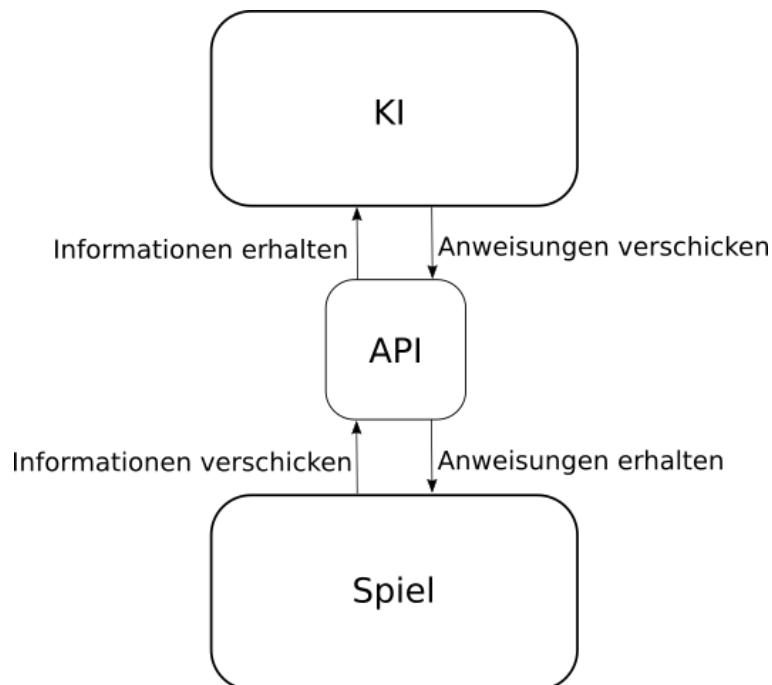 KI
Informationen erhalten
Anweisungen verschicken
API
Informationen verschicken
Anweisungen erhalten
Spiel